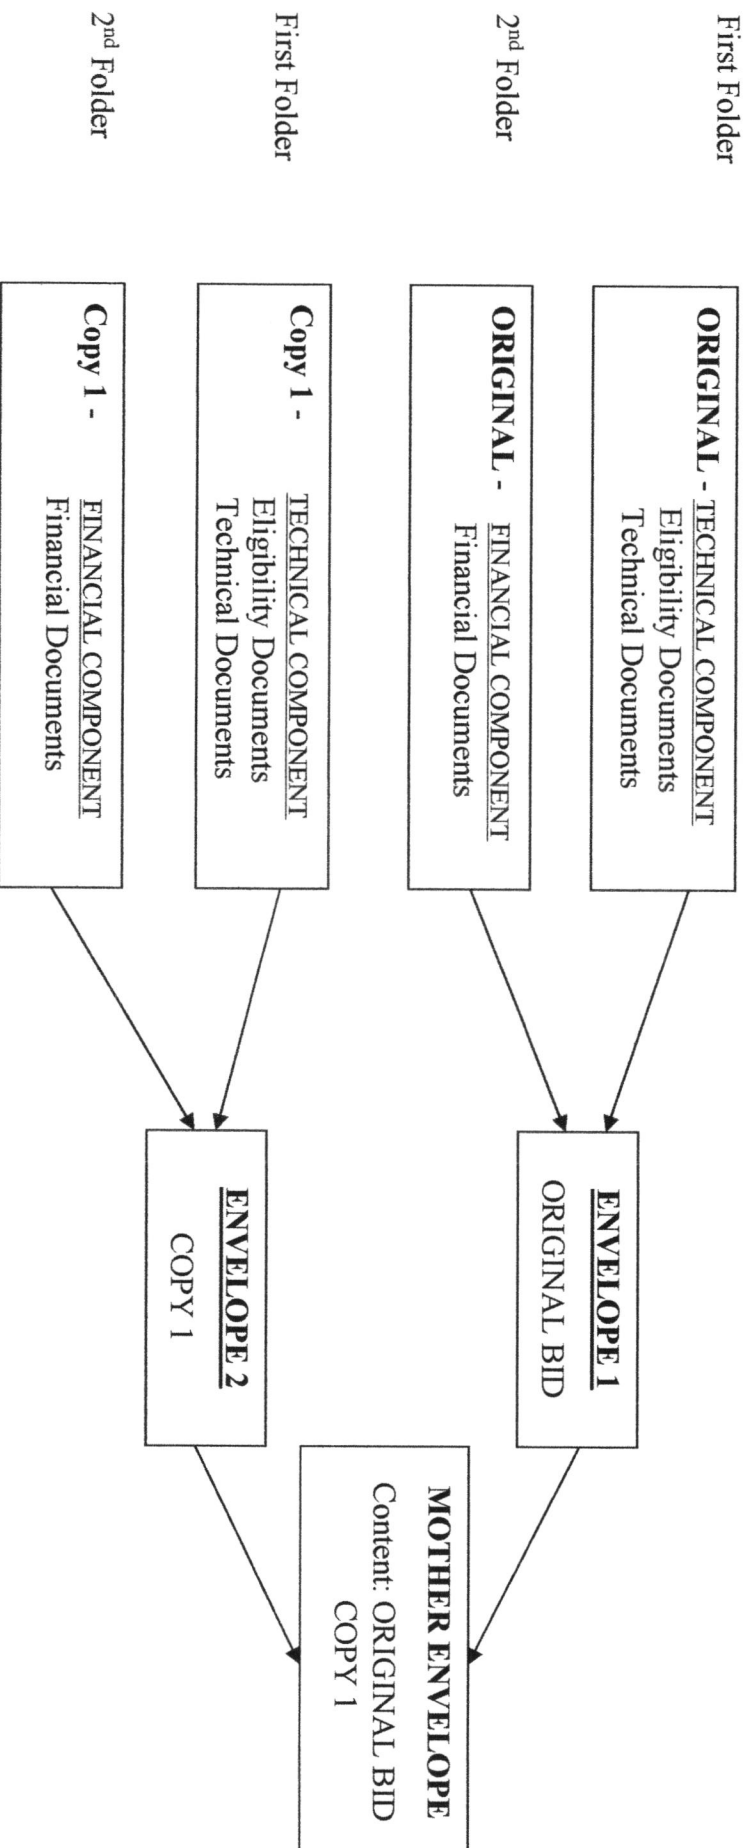 First Folder
ORIGINAL - TECHNICAL COMPONENT
Eligibility Documents
Technical Documents
2nd Folder
ORIGINAL - FINANCIAL COMPONENT
Financial Documents
First Folder
Copy 1 - TECHNICAL COMPONENT
Eligibility Documents
Technical Documents
2nd Folder
Copy 1 - FINANCIAL COMPONENT
Financial Documents
ENVELOPE 1
ORIGINAL BID
ENVELOPE 2
COPY 1
MOTHER ENVELOPE
Content: ORIGINAL BID
COPY 1